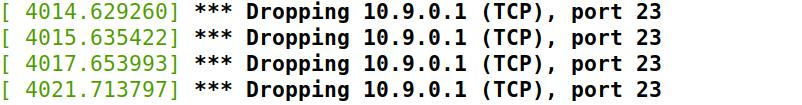 [ 4014.629260] *** Dropping 10.9.0.1 (TCP), port 23
[ 4015.635422] *** Dropping 10.9.0.1 (TCP), port 23
[ 4017.653993] *** Dropping 10.9.0.1 (TCP), port 23
[ 4021.713797] *** Dropping 10.9.0.1 (TCP), port 23